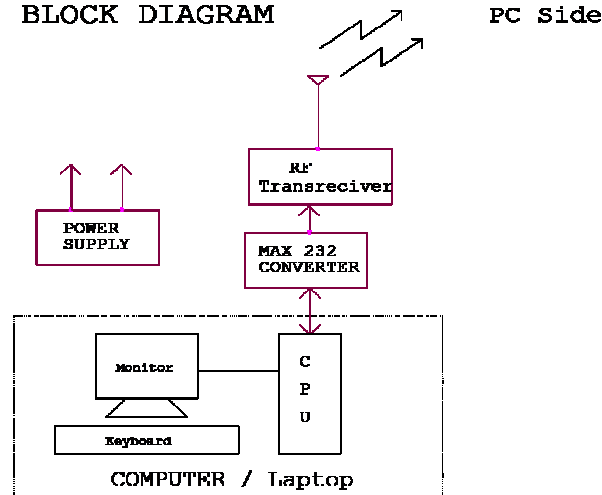 BLOCK DIAGRAM
PC Side
RF
Transreciver
POWER
SUPPLY
MAX 232
CONVERTER
Monitor
C
P
U
Keyboard
COMPUTER / Laptop